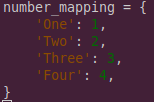 number_mapping = {
    'One': 1,
    'Two': 2,
    'Three': 3,
    'Four': 4,
}